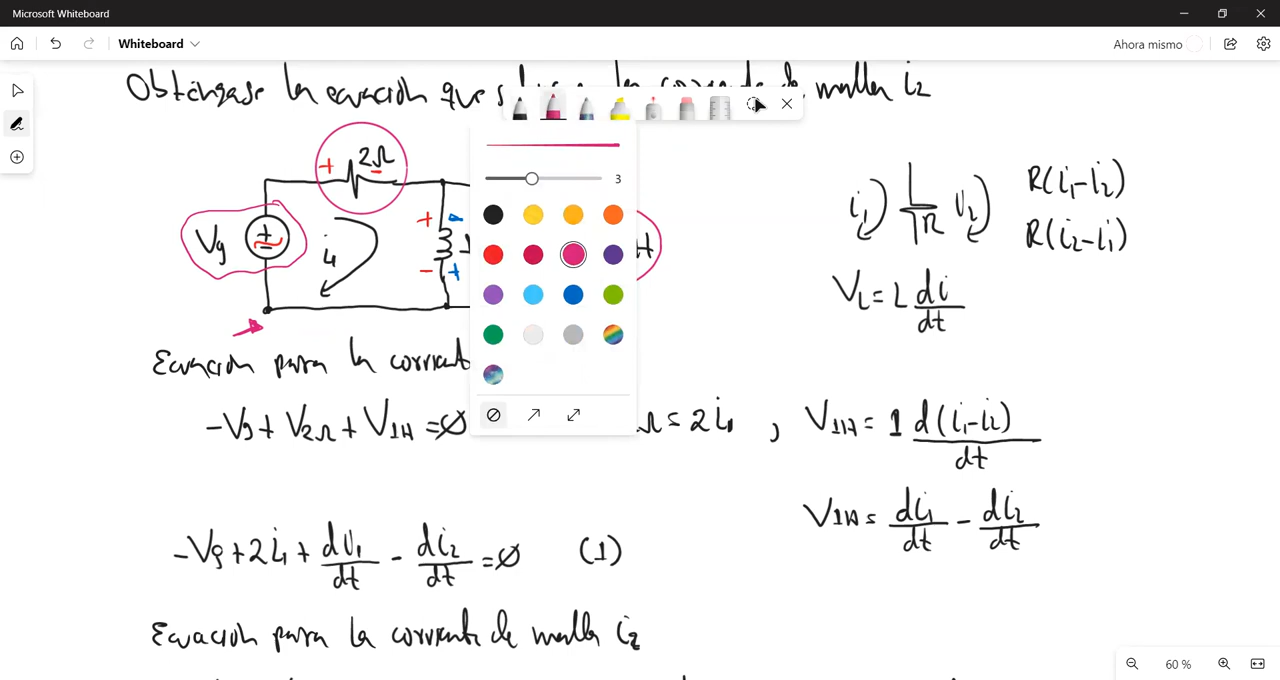 Microsoft Whiteboard
Whiteboard
Ahora mismo
Obténgase la ecuación que de malla i2
3
+ 2Ω
Vg + i1 + - + H
i1 L R V2 R(i1-i2)
R(i2-i1)
VL = L di/dt
Ecuación para la corriente
-Vg + V2Ω + V1H = ∅ Ω = 2i1 , V1H = 1 d(i1-i2)/dt
V1H = di1/dt - di2/dt
-Vg + 2i1 + di1/dt - di2/dt = ∅ (1)
Ecuación para la corriente de malla i2
60 %